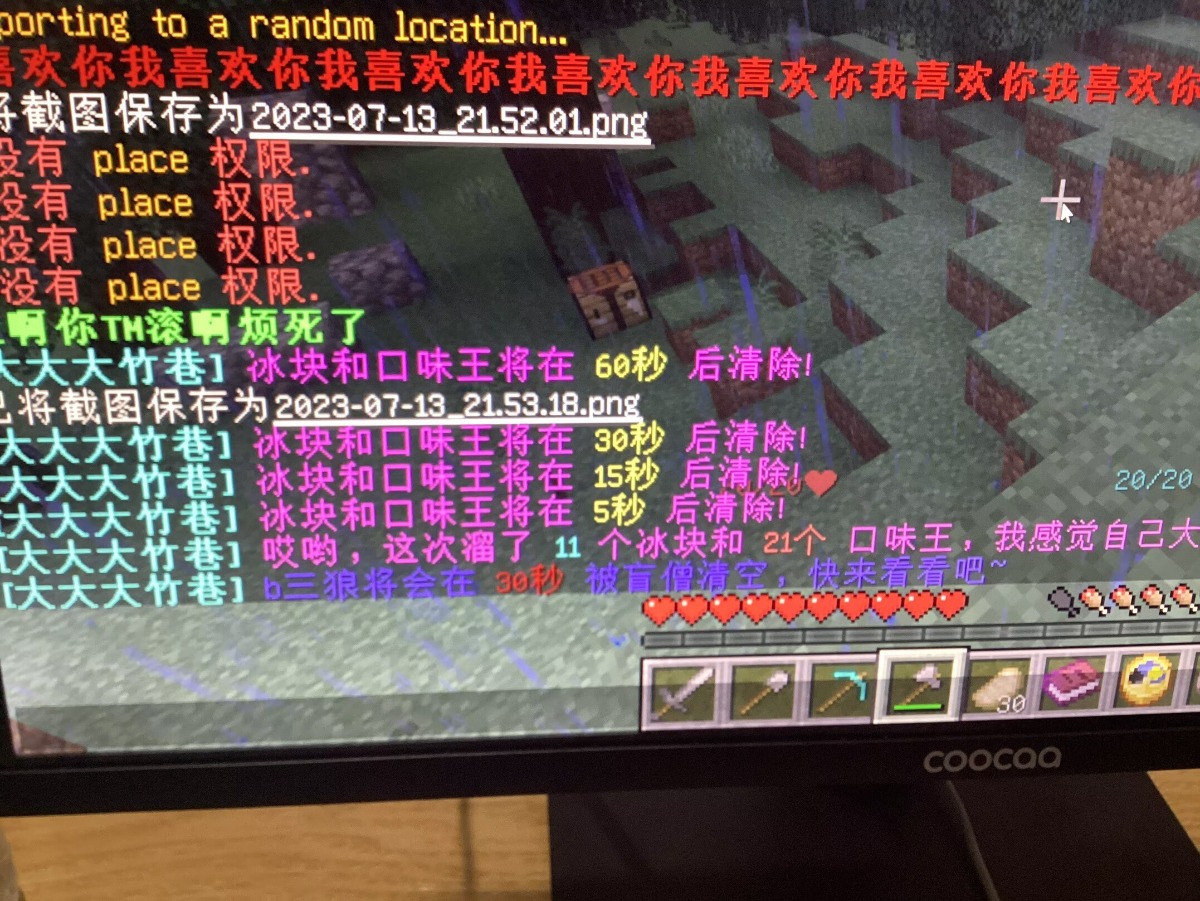 porting to a random location...
喜欢你我喜欢你我喜欢你我喜欢你我喜欢你我喜欢你我喜欢你我喜欢
将截图保存为2023-07-13_21.52.01.png
没有 place 权限.
没有 place 权限.
没有 place 权限.
没有 place 权限.
啊你TM滚啊烦死了
大大大竹巷] 冰块和口味王将在 60秒 后清除!
已将截图保存为2023-07-13_21.53.18.png
[大大大竹巷] 冰块和口味王将在 30秒 后清除!
大大大竹巷] 冰块和口味王将在 15秒 后清除!
20/20
[大大大竹巷] 冰块和口味王将在 5秒 后清除!
[大大大竹巷] 哎哟，这次溜了 11 个冰块和 21个 口味王，我感觉自己大
[大大大竹巷] b三狼将会在 30秒 被盲僧清空，快来看看吧~
30
coocaa